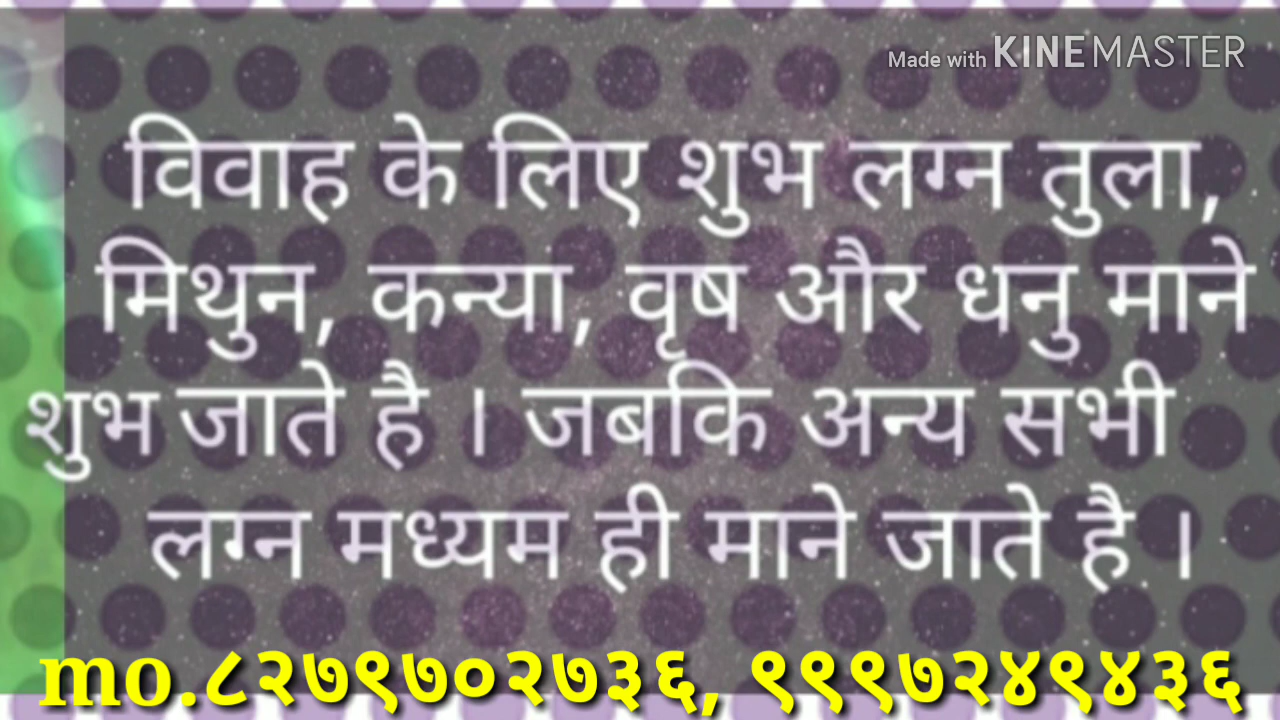 Made with KINEMASTER
विवाह के लिए शुभ लग्न तुला,
मिथुन, कन्या, वृष और धनु माने
शुभ जाते है । जबकि अन्य सभी
लग्न मध्यम ही माने जाते है ।
mo.८२७९७०२७३६, ९९९७२४९४३६